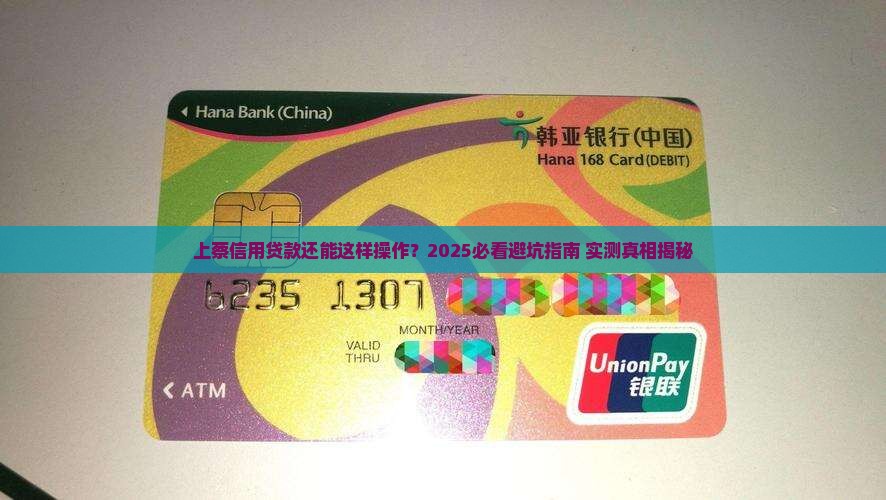 Hana Bank (China)
韩亚银行(中国)
Hana 168 Card(DEBIT)
上蔡信用贷款还能这样操作？2025必看避坑指南 实测真相揭秘
6235 1307
MONTH/YEAR
VALID
THRU
ATM
UnionPay
银联